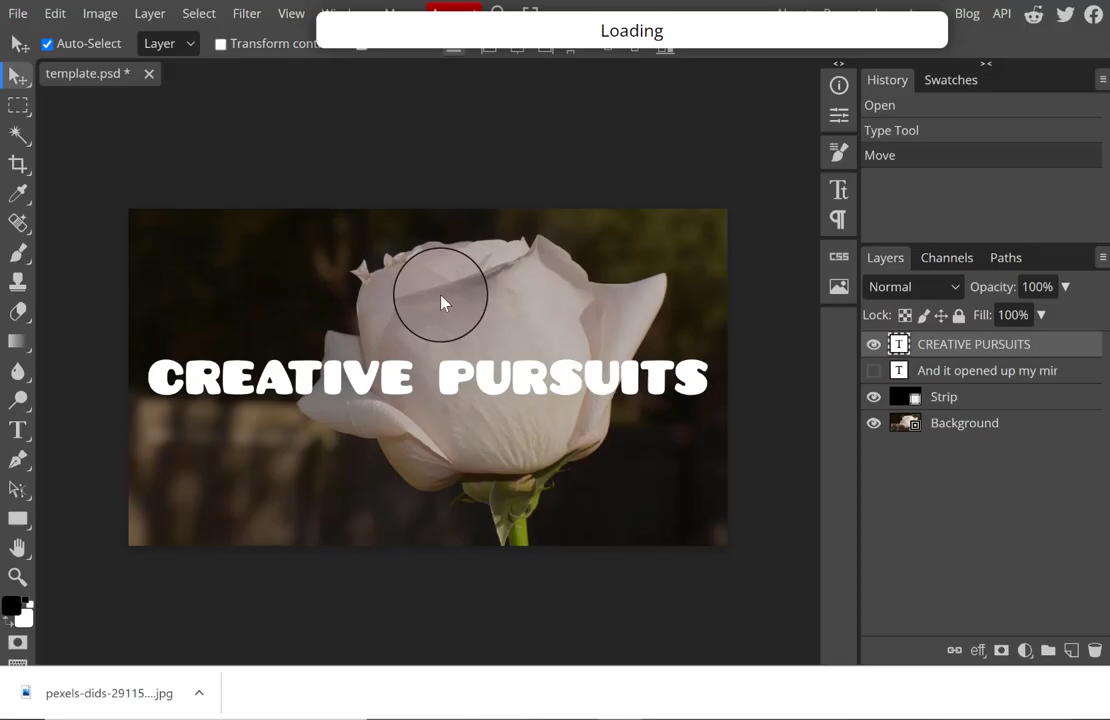 File Edit Image Layer Select Filter View
Loading
Blog API
Auto-Select Layer Transform cont
template.psd *
History Swatches
Open
Type Tool
Move
CSS
Layers Channels Paths
Normal Opacity: 100%
Lock: Fill: 100%
CREATIVE PURSUITS
And it opened up my mir
Strip
Background
CREATIVE PURSUITS
eff
pexels-dids-29115....jpg